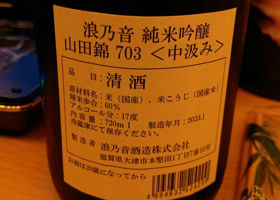 浪乃音 純米吟醸
山田錦 703 <中汲み>
品目:清酒
原材料名:米(国産)、米こうじ(国産米)
精米歩合:60%
アルコール分:17度
内容量:720ml 製造年月:2023.1
冷蔵庫にて保存ください。
製造者 浪乃音酒造株式会社
滋賀県大津市本堅田1丁目7番16号
お酒は20歳になってから